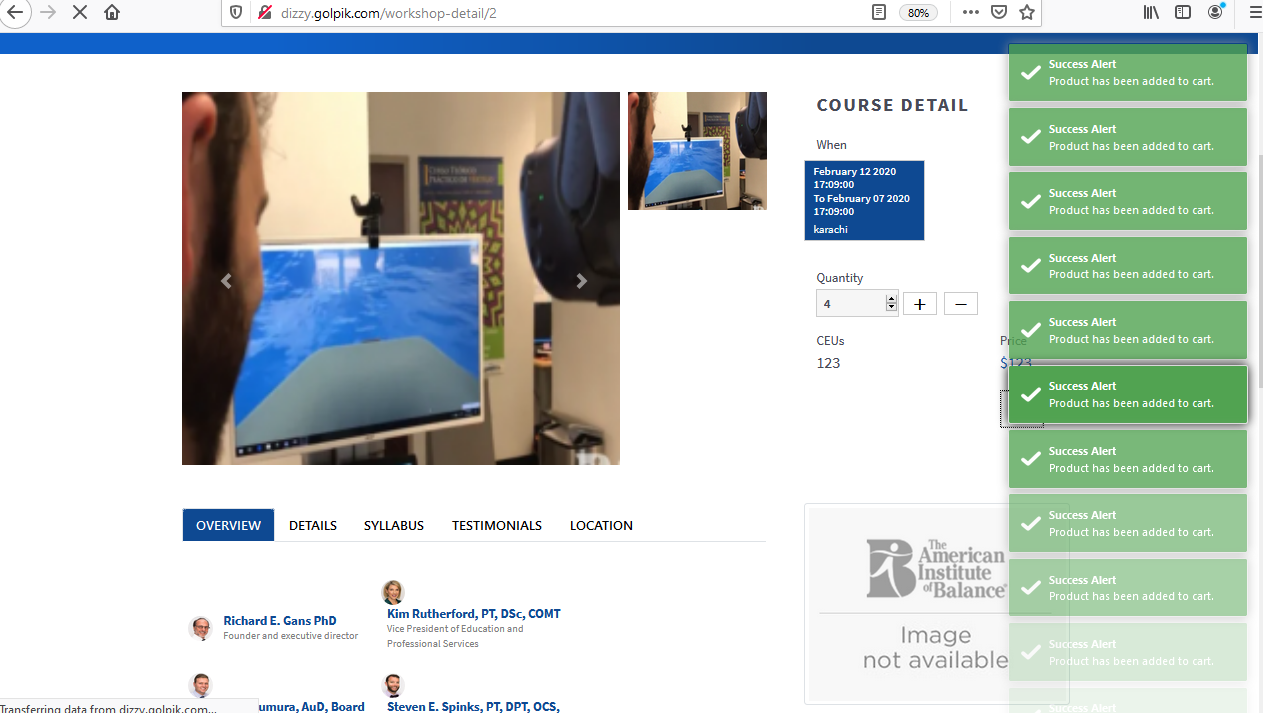 dizzy.golpik.com/workshop-detail/2
80%
COURSE DETAIL
When
February 12 2020
17:09:00
To February 07 2020
17:09:00
karachi
Quantity
4
CEUs
123
Price
$123
OVERVIEW
DETAILS
SYLLABUS
TESTIMONIALS
LOCATION
Richard E. Gans PhD
Founder and executive director
Kim Rutherford, PT, DSc, COMT
Vice President of Education and
Professional Services
umura, AuD, Board
Steven E. Spinks, PT, DPT, OCS,
The
American
Institute
of Balance
Image
not available
Success Alert
Product has been added to cart.
Success Alert
Product has been added to cart.
Success Alert
Product has been added to cart.
Success Alert
Product has been added to cart.
Success Alert
Product has been added to cart.
Success Alert
Product has been added to cart.
Success Alert
Product has been added to cart.
Success Alert
Product has been added to cart.
Success Alert
Product has been added to cart.
Success Alert
Product has been added to cart.
Success Alert
Transferring data from dizzy.golpik.com...